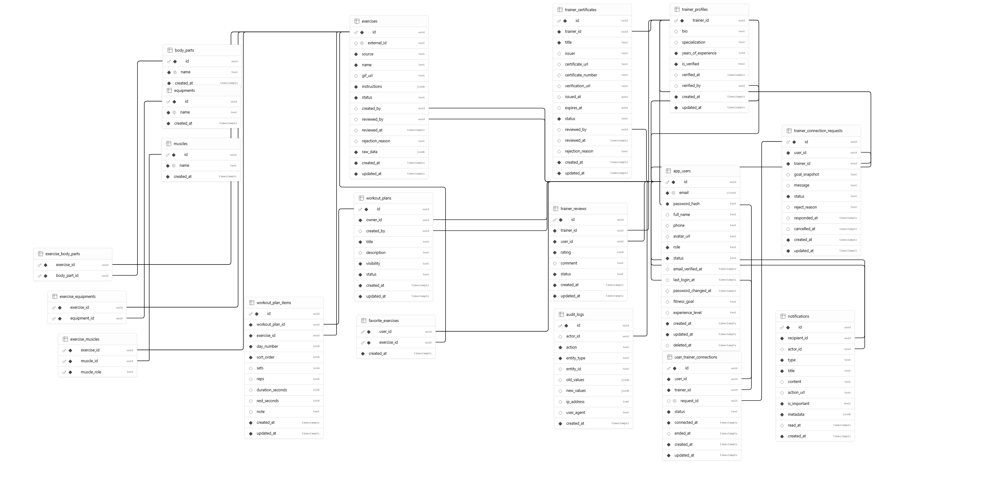 body_parts
id uuid
name text
created_at timestamptz
equipments
id uuid
name text
created_at timestamptz
muscles
id uuid
name text
created_at timestamptz
exercise_body_parts
exercise_id uuid
body_part_id uuid
exercise_equipments
exercise_id uuid
equipment_id uuid
exercise_muscles
exercise_id uuid
muscle_id uuid
muscle_role text
workout_plan_items
id uuid
workout_plan_id uuid
exercise_id uuid
day_number int4
sort_order int4
sets int4
reps int4
duration_seconds int4
rest_seconds int4
note text
created_at timestamptz
updated_at timestamptz
exercises
id uuid
external_id text
source text
name text
gif_url text
instructions jsonb
status text
created_by uuid
reviewed_by uuid
reviewed_at timestamptz
rejection_reason text
raw_data jsonb
created_at timestamptz
updated_at timestamptz
workout_plans
id uuid
owner_id uuid
created_by uuid
title text
description text
visibility text
status text
created_at timestamptz
updated_at timestamptz
favorite_exercises
user_id uuid
exercise_id uuid
created_at timestamptz
trainer_certificates
id uuid
trainer_id uuid
title text
issuer text
certificate_url text
certificate_number text
verification_url text
issued_at date
expires_at date
status text
reviewed_by uuid
reviewed_at timestamptz
rejection_reason text
created_at timestamptz
updated_at timestamptz
trainer_reviews
id uuid
trainer_id uuid
user_id uuid
rating int4
comment text
status text
created_at timestamptz
updated_at timestamptz
audit_logs
id uuid
actor_id uuid
action text
entity_type text
entity_id text
old_values jsonb
new_values jsonb
ip_address inet
user_agent text
created_at timestamptz
trainer_profiles
trainer_id uuid
bio text
specialization text
years_of_experience int4
is_verified bool
verified_at timestamptz
verified_by uuid
created_at timestamptz
updated_at timestamptz
app_users
id uuid
email citext
password_hash text
full_name text
phone text
avatar_url text
role text
status text
email_verified_at timestamptz
last_login_at timestamptz
password_changed_at timestamptz
fitness_goal text
experience_level text
created_at timestamptz
updated_at timestamptz
deleted_at timestamptz
user_trainer_connections
id uuid
user_id uuid
trainer_id uuid
request_id uuid
status text
connected_at timestamptz
ended_at timestamptz
created_at timestamptz
updated_at timestamptz
trainer_connection_requests
id uuid
user_id uuid
trainer_id uuid
goal_snapshot text
message text
status text
reject_reason text
responded_at timestamptz
cancelled_at timestamptz
created_at timestamptz
updated_at timestamptz
notifications
id uuid
recipient_id uuid
actor_id uuid
type text
title text
content text
action_url text
is_important bool
metadata jsonb
read_at timestamptz
created_at timestamptz